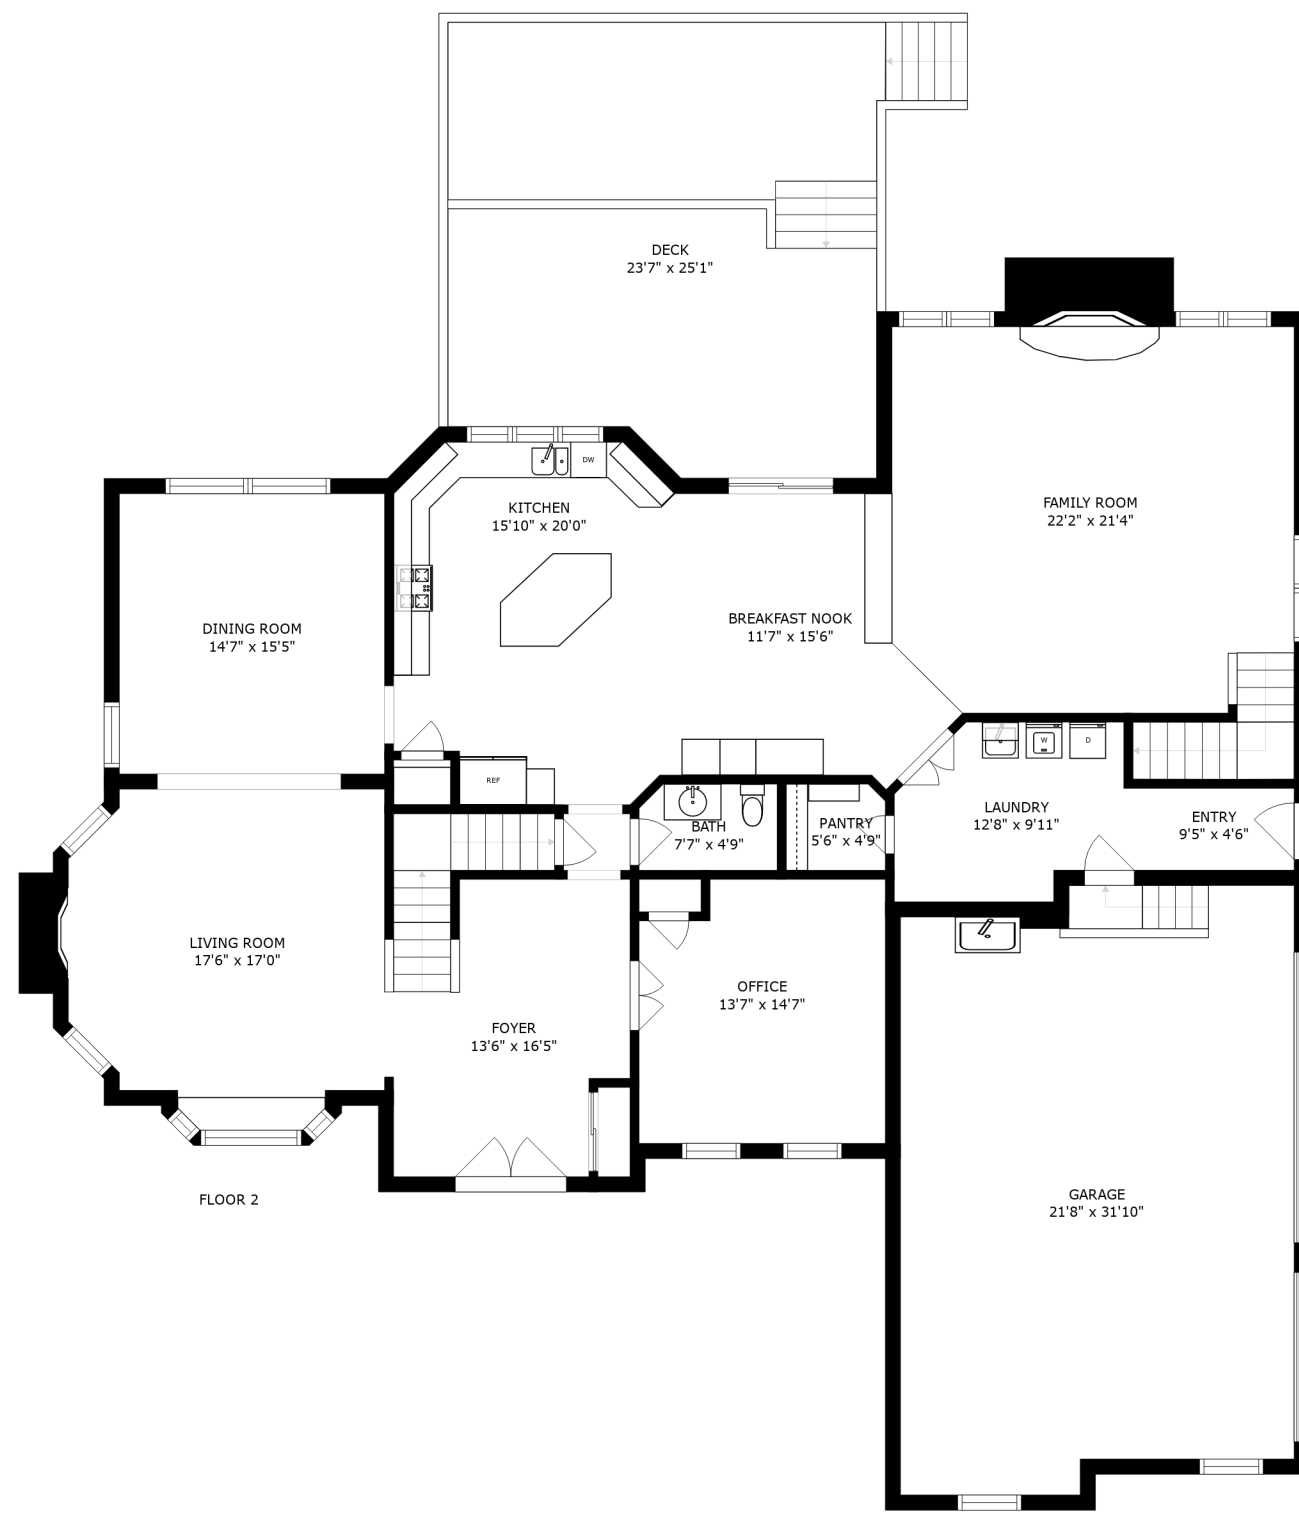 DECK
23'7" x 25'1"
FAMILY ROOM
22'2" x 21'4"
DW
KITCHEN
15'10" x 20'0"
BREAKFAST NOOK
11'7" x 15'6"
DINING ROOM
14'7" x 15'5"
REF
W
D
LAUNDRY
12'8" x 9'11"
ENTRY
9'5" x 4'6"
BATH
7'7" x 4'9"
PANTRY
5'6" x 4'9"
LIVING ROOM
17'6" x 17'0"
OFFICE
13'7" x 14'7"
FOYER
13'6" x 16'5"
GARAGE
21'8" x 31'10"
FLOOR 2